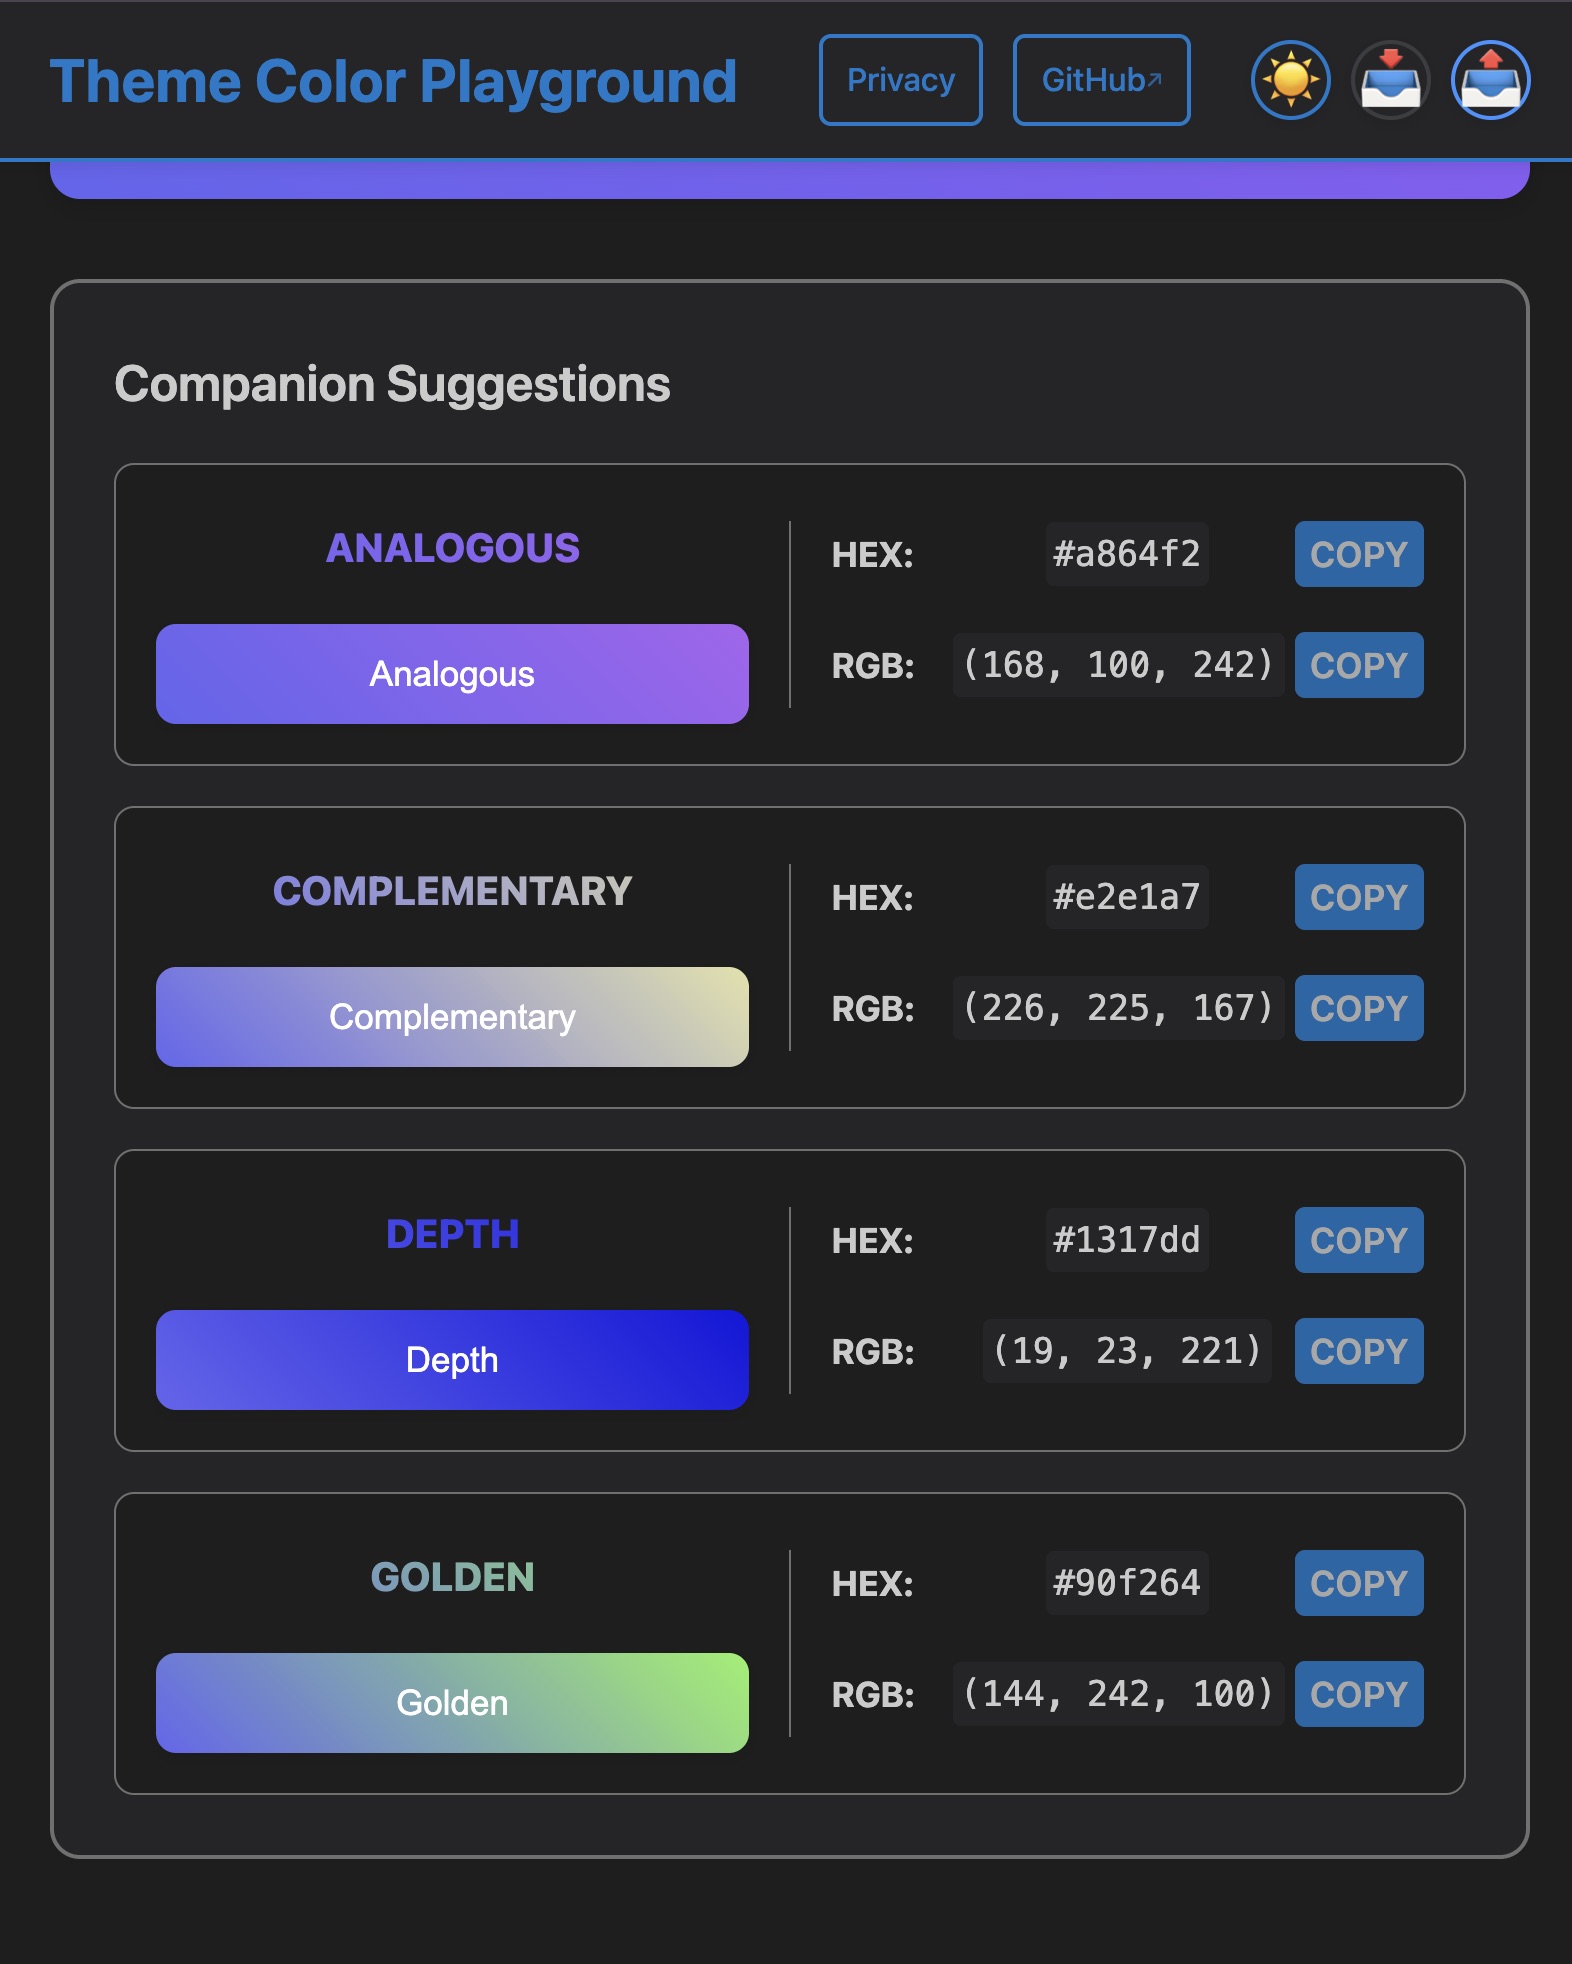 Theme Color Playground
Privacy
GitHub↗
Companion Suggestions
ANALOGOUS
Analogous
HEX: #a864f2 COPY
RGB: (168, 100, 242) COPY
COMPLEMENTARY
Complementary
HEX: #e2e1a7 COPY
RGB: (226, 225, 167) COPY
DEPTH
Depth
HEX: #1317dd COPY
RGB: (19, 23, 221) COPY
GOLDEN
Golden
HEX: #90f264 COPY
RGB: (144, 242, 100) COPY